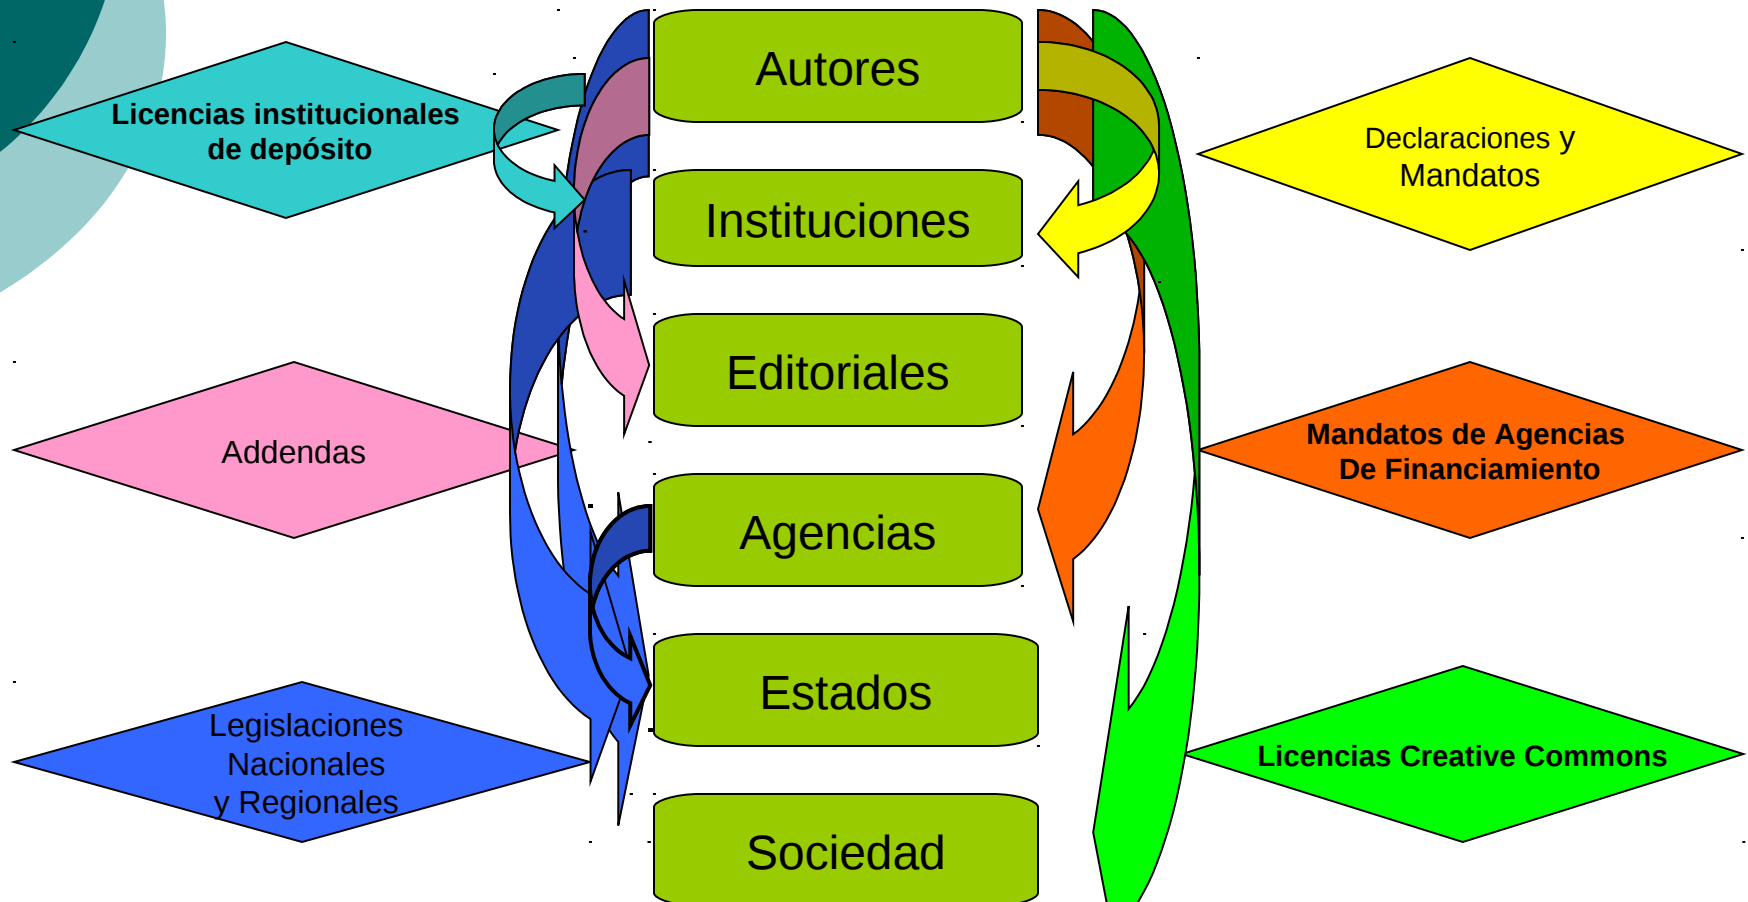 Autores
Licencias institucionales
de depósito
Declaraciones y
Mandatos
Instituciones
Editoriales
Addendas
Mandatos de Agencias
De Financiamiento
Agencias
Estados
Legislaciones
Nacionales
y Regionales
Licencias Creative Commons
Sociedad